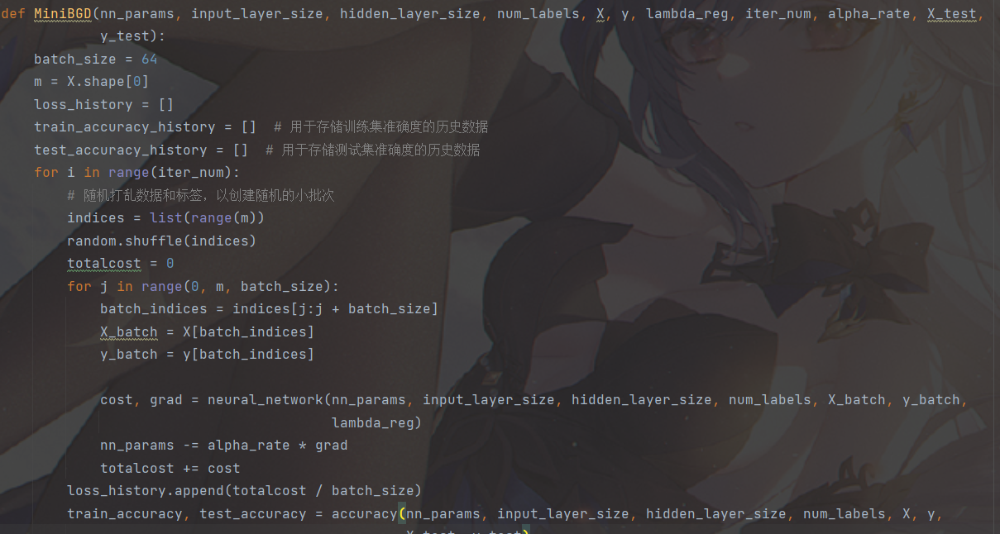 def MiniBGD(nn_params, input_layer_size, hidden_layer_size, num_labels, X, y, lambda_reg, iter_num, alpha_rate, X_test,
            y_test):
    batch_size = 64
    m = X.shape[0]
    loss_history = []
    train_accuracy_history = []  # 用于存储训练集准确度的历史数据
    test_accuracy_history = []  # 用于存储测试集准确度的历史数据
    for i in range(iter_num):
        # 随机打乱数据和标签，以创建随机的小批次
        indices = list(range(m))
        random.shuffle(indices)
        totalcost = 0
        for j in range(0, m, batch_size):
            batch_indices = indices[j:j + batch_size]
            X_batch = X[batch_indices]
            y_batch = y[batch_indices]

            cost, grad = neural_network(nn_params, input_layer_size, hidden_layer_size, num_labels, X_batch, y_batch,
                                        lambda_reg)
            nn_params -= alpha_rate * grad
            totalcost += cost
        loss_history.append(totalcost / batch_size)
        train_accuracy, test_accuracy = accuracy(nn_params, input_layer_size, hidden_layer_size, num_labels, X, y,
                                                 X_test, y_test)